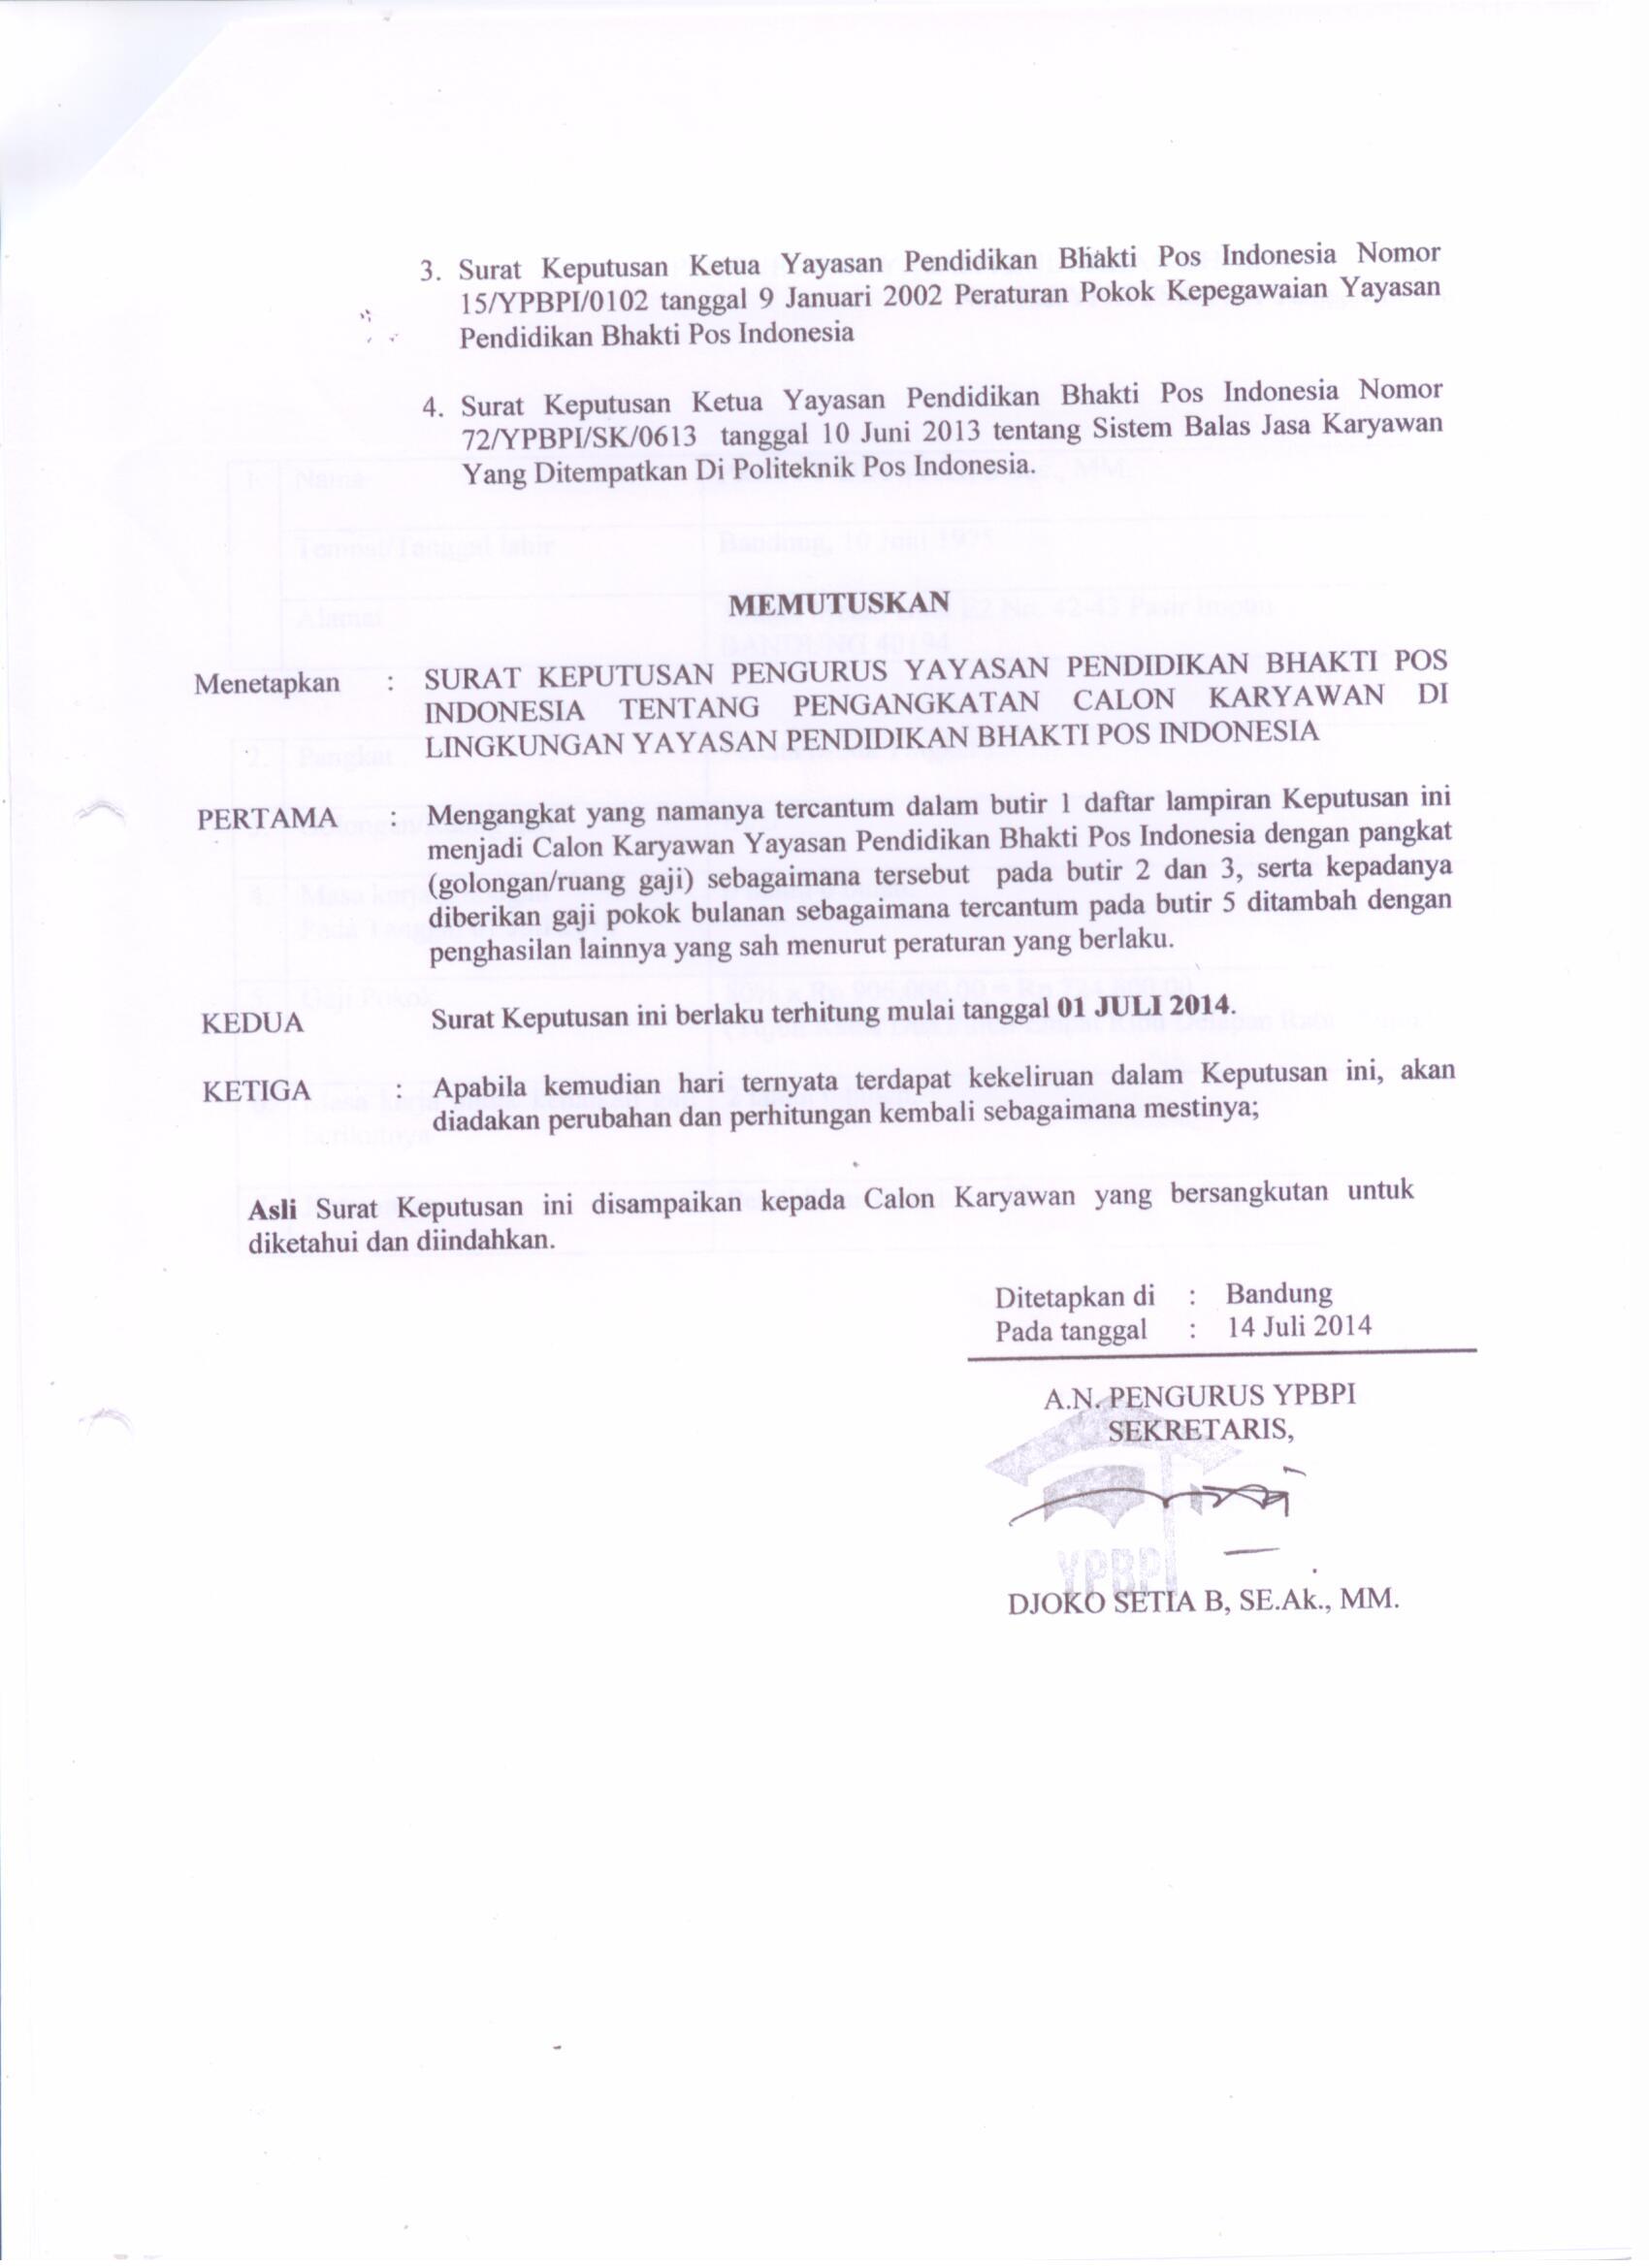 3. Surat Keputusan Ketua Yayasan Pendidikan Bhakti Pos Indonesia Nomor
15/YPBPI/0102 tanggal 9 Januari 2002 Peraturan Pokok Kepegawaian Yayasan
Pendidikan Bhakti Pos Indonesia
4. Surat Keputusan Ketua Yayasan Pendidikan Bhakti Pos Indonesia Nomor
72/YPBPI/SK/0613 tanggal 10 Juni 2013 tentang Sistem Balas Jasa Karyawan
Yang Ditempatkan Di Politeknik Pos Indonesia.
MEMUTUSKAN
Menetapkan : SURAT KEPUTUSAN PENGURUS YAYASAN PENDIDIKAN BHAKTI POS
INDONESIA TENTANG PENGANGKATAN CALON KARYAWAN DI
LINGKUNGAN YAYASAN PENDIDIKAN BHAKTI POS INDONESIA
PERTAMA : Mengangkat yang namanya tercantum dalam butir 1 daftar lampiran Keputusan ini
menjadi Calon Karyawan Yayasan Pendidikan Bhakti Pos Indonesia dengan pangkat
(golongan/ruang gaji) sebagaimana tersebut pada butir 2 dan 3, serta kepadanya
diberikan gaji pokok bulanan sebagaimana tercantum pada butir 5 ditambah dengan
penghasilan lainnya yang sah menurut peraturan yang berlaku.
KEDUA Surat Keputusan ini berlaku terhitung mulai tanggal 01 JULI 2014.
KETIGA : Apabila kemudian hari ternyata terdapat kekeliruan dalam Keputusan ini, akan
diadakan perubahan dan perhitungan kembali sebagaimana mestinya;
Asli Surat Keputusan ini disampaikan kepada Calon Karyawan yang bersangkutan untuk
diketahui dan diindahkan.
Ditetapkan di : Bandung
Pada tanggal : 14 Juli 2014
A.N. PENGURUS YPBPI
SEKRETARIS,
YPBPI
DJOKO SETIA B, SE.Ak., MM.